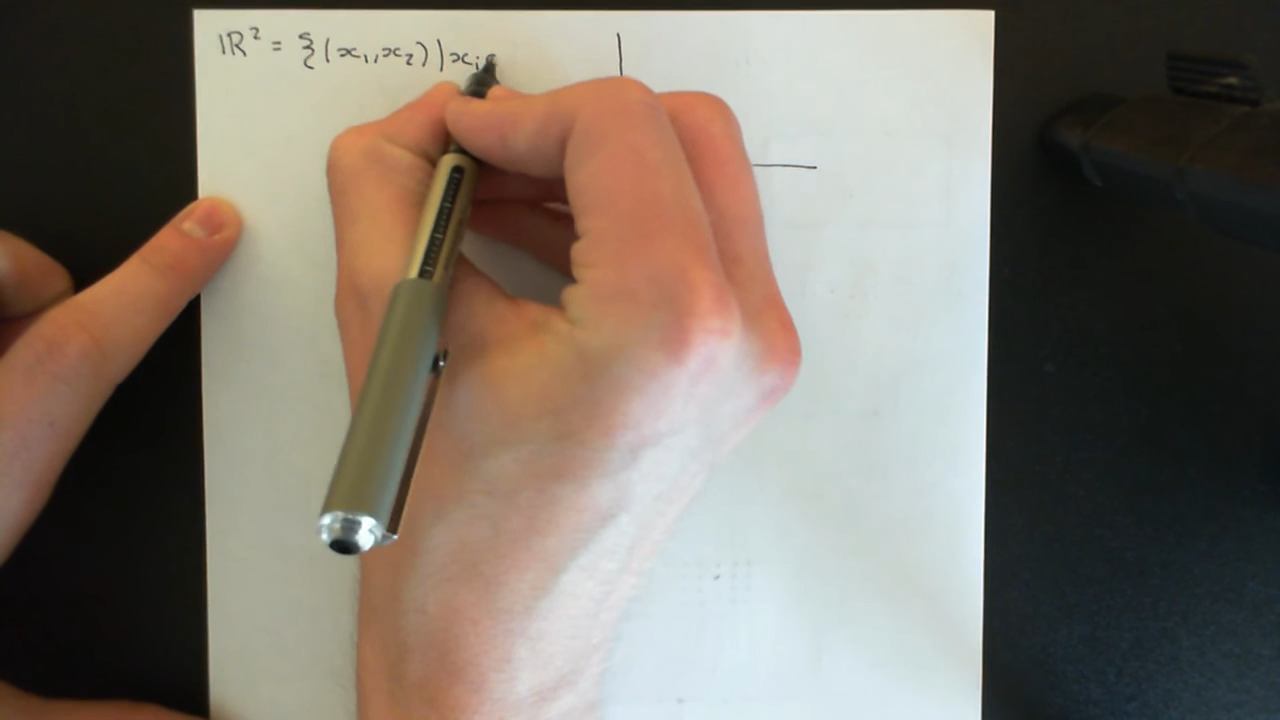 ℝ² = {(x₁,x₂) | xᵢ